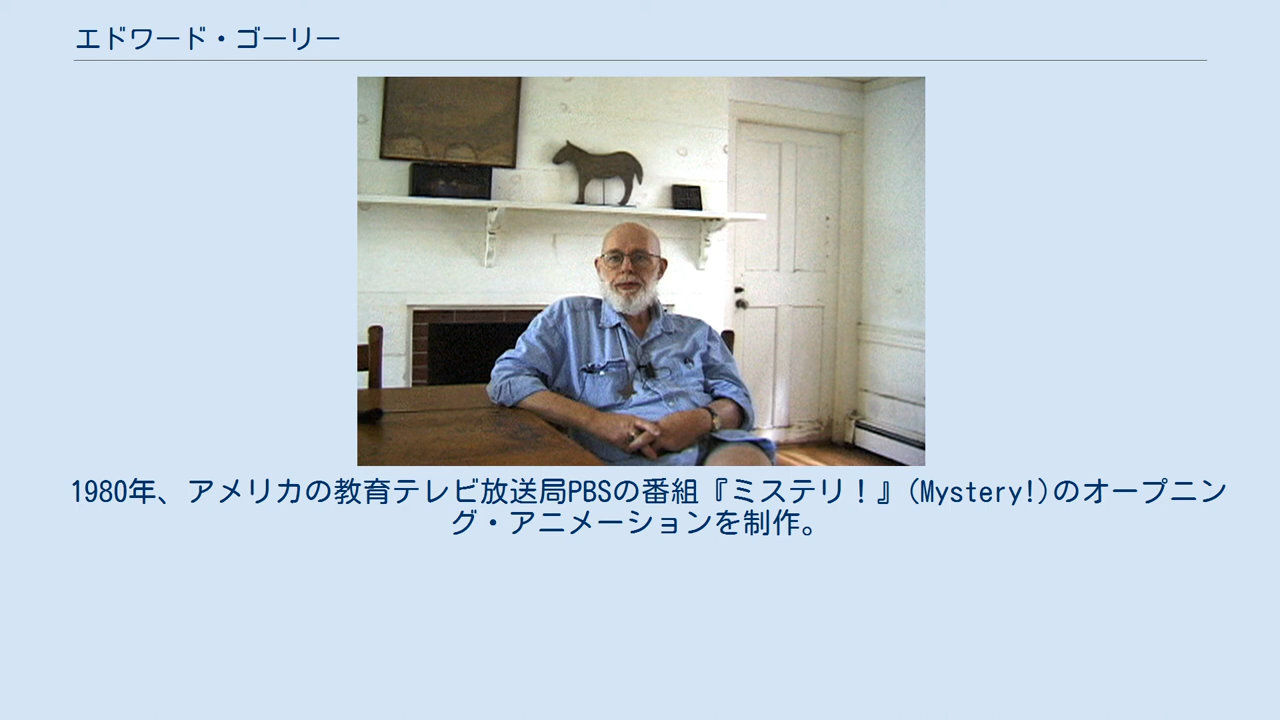 エドワード・ゴーリー
1980年、アメリカの教育テレビ放送局PBSの番組『ミステリ！』(Mystery!)のオープニン
グ・アニメーションを制作。